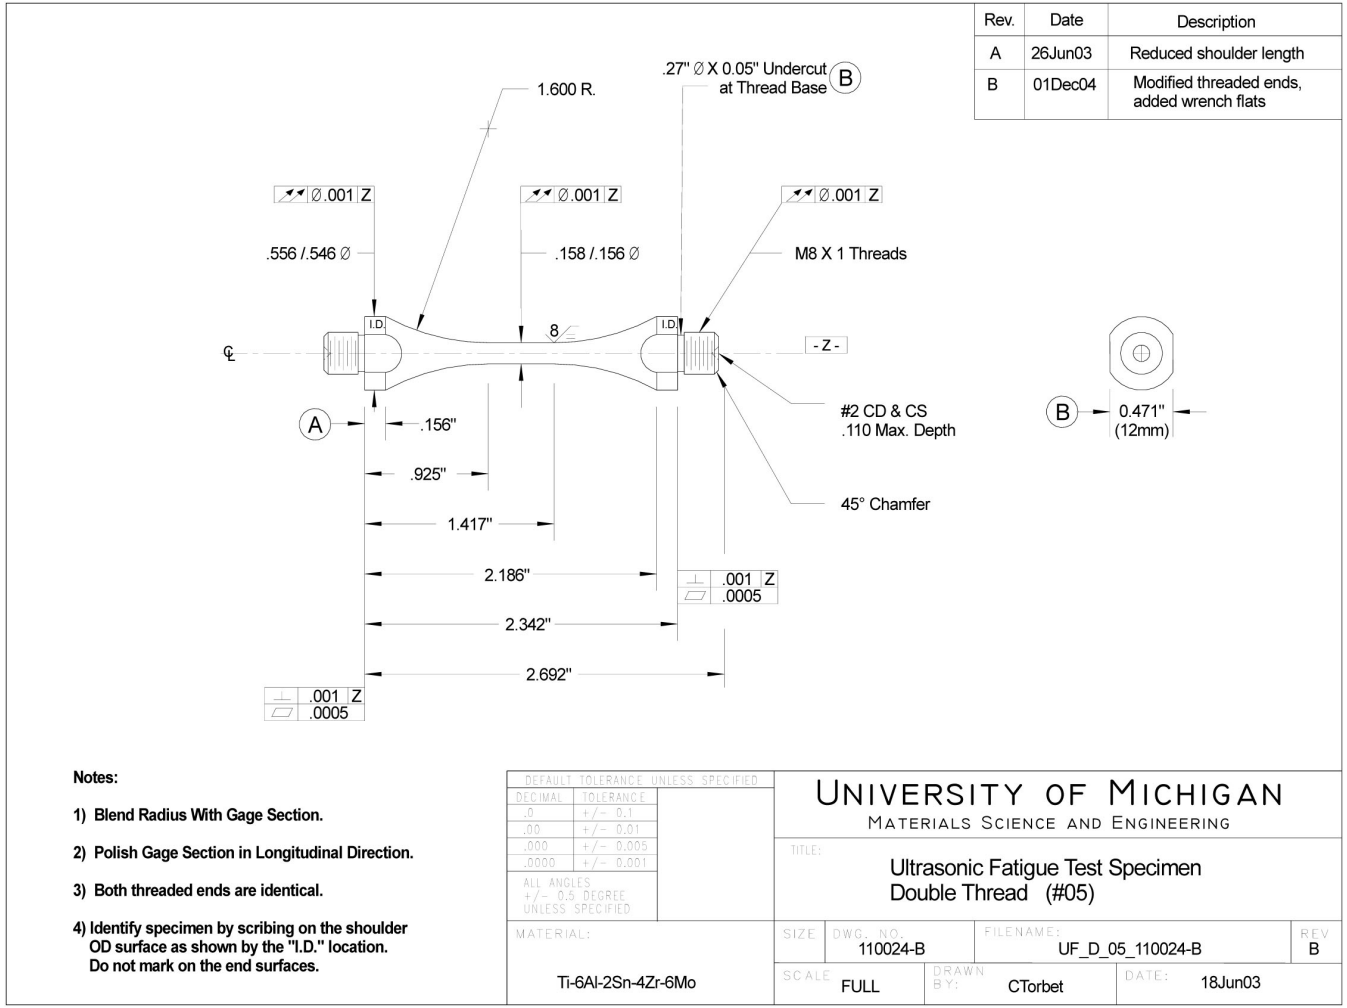 Rev. Date Description
A 26Jun03 Reduced shoulder length
B 01Dec04 Modified threaded ends,
added wrench flats
.27" Ø X 0.05" Undercut
at Thread Base B
1.600 R.
Ø.001 Z
Ø.001 Z
Ø.001 Z
.556 /.546 Ø
.158 /.156 Ø
M8 X 1 Threads
I.D.
8
I.D.
℄
- Z -
#2 CD & CS
.110 Max. Depth
A
.156"
B
0.471"
(12mm)
.925"
45° Chamfer
1.417"
2.186"
⊥ .001 Z
⏥ .0005
2.342"
2.692"
⊥ .001 Z
⏥ .0005
Notes:
1) Blend Radius With Gage Section.
2) Polish Gage Section in Longitudinal Direction.
3) Both threaded ends are identical.
4) Identify specimen by scribing on the shoulder
OD surface as shown by the "I.D." location.
Do not mark on the end surfaces.
DEFAULT TOLERANCE UNLESS SPECIFIED
DECIMAL TOLERANCE
.0 +/- 0.1
.00 +/- 0.01
.000 +/- 0.005
.0000 +/- 0.001
ALL ANGLES
+/- 0.5 DEGREE
UNLESS SPECIFIED
MATERIAL:
Ti-6Al-2Sn-4Zr-6Mo
UNIVERSITY OF MICHIGAN
MATERIALS SCIENCE AND ENGINEERING
TITLE:
Ultrasonic Fatigue Test Specimen
Double Thread (#05)
SIZE
DWG. NO.
110024-B
FILENAME:
UF_D_05_110024-B
REV
B
SCALE
FULL
DRAWN
BY:
CTorbet
DATE:
18Jun03